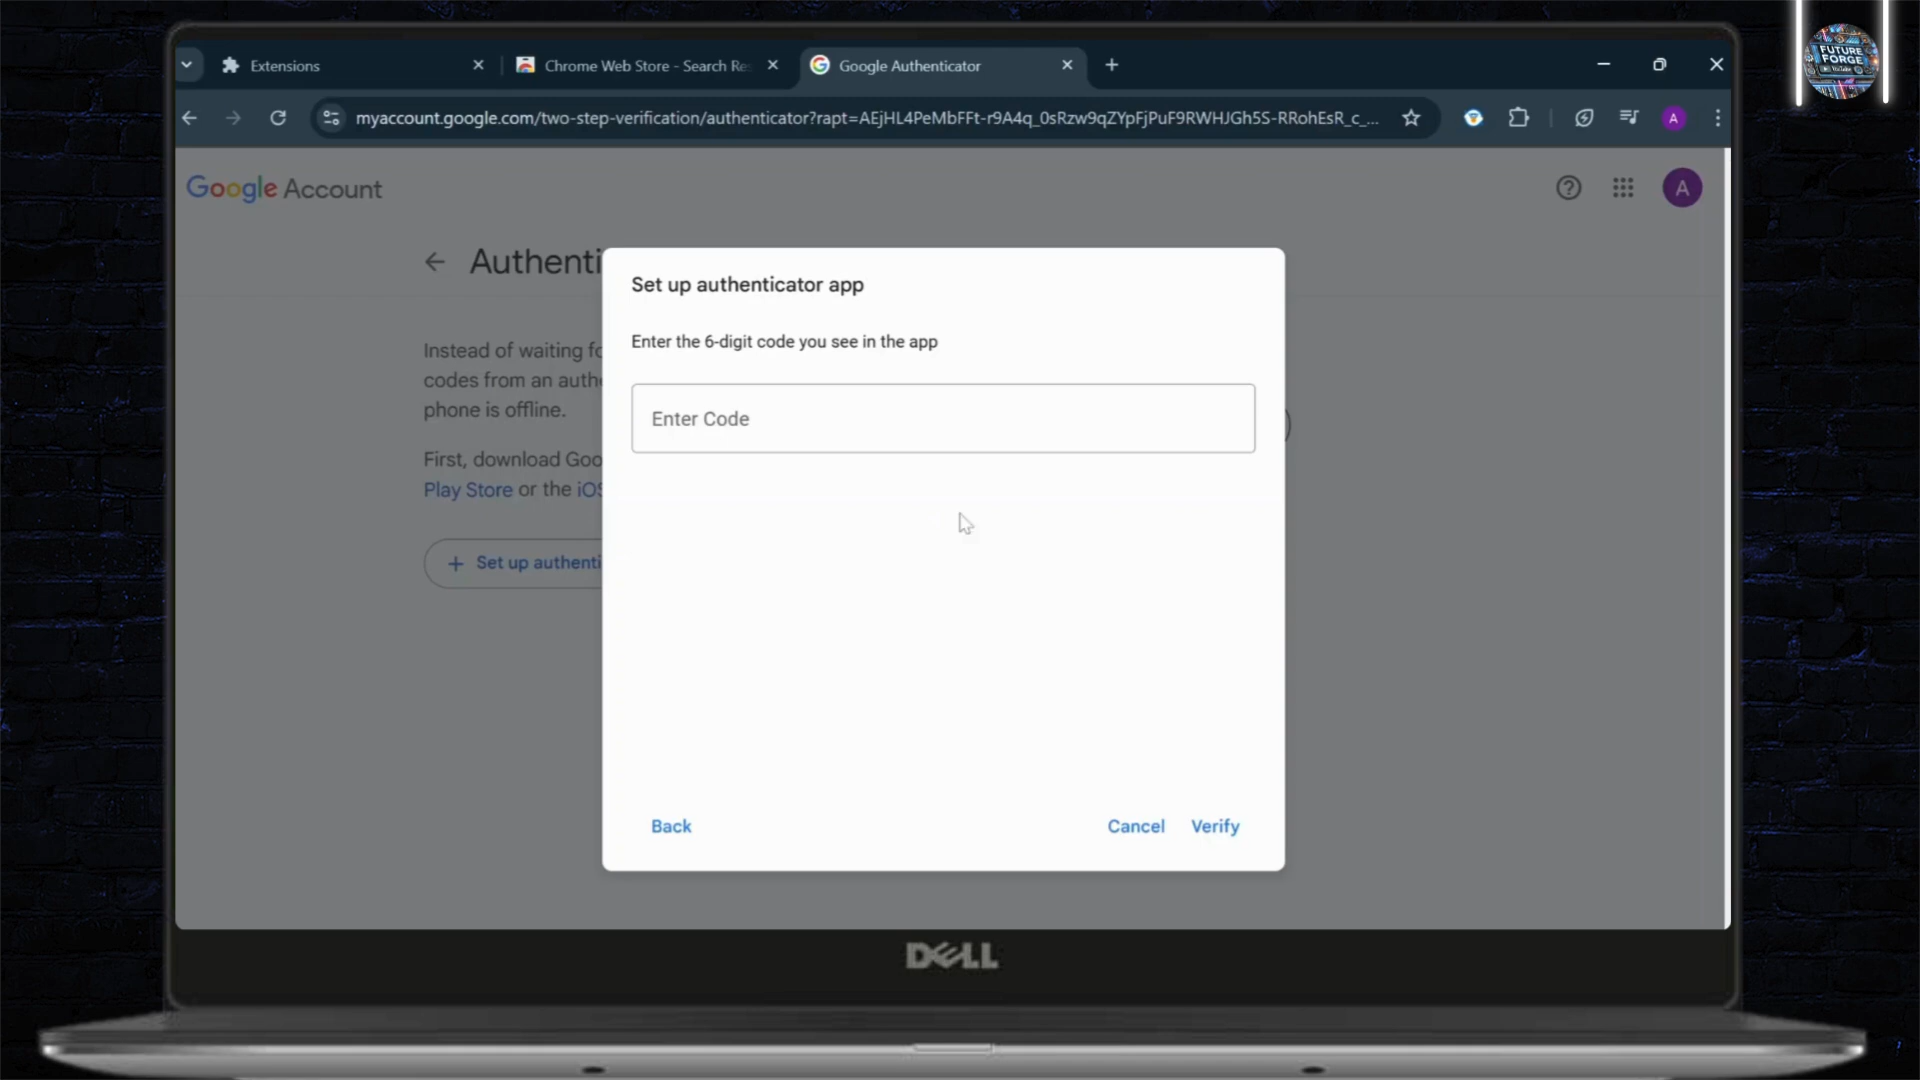 FUTURE
FORGE
Extensions
Chrome Web Store - Search Re
Google Authenticator
myaccount.google.com/two-step-verification/authenticator?rapt=AEjHL4PeMbFFt-r9A4q_0sRzw9qZYpFjPuF9RWHJGh5S-RRohEsR_c_...
A
Google Account
A
Authenti
Set up authenticator app
Enter the 6-digit code you see in the app
Instead of waiting fo
codes from an auth
phone is offline.
Enter Code
First, download Goo
Play Store or the iOS
+ Set up authenti
Back
Cancel
Verify
DELL